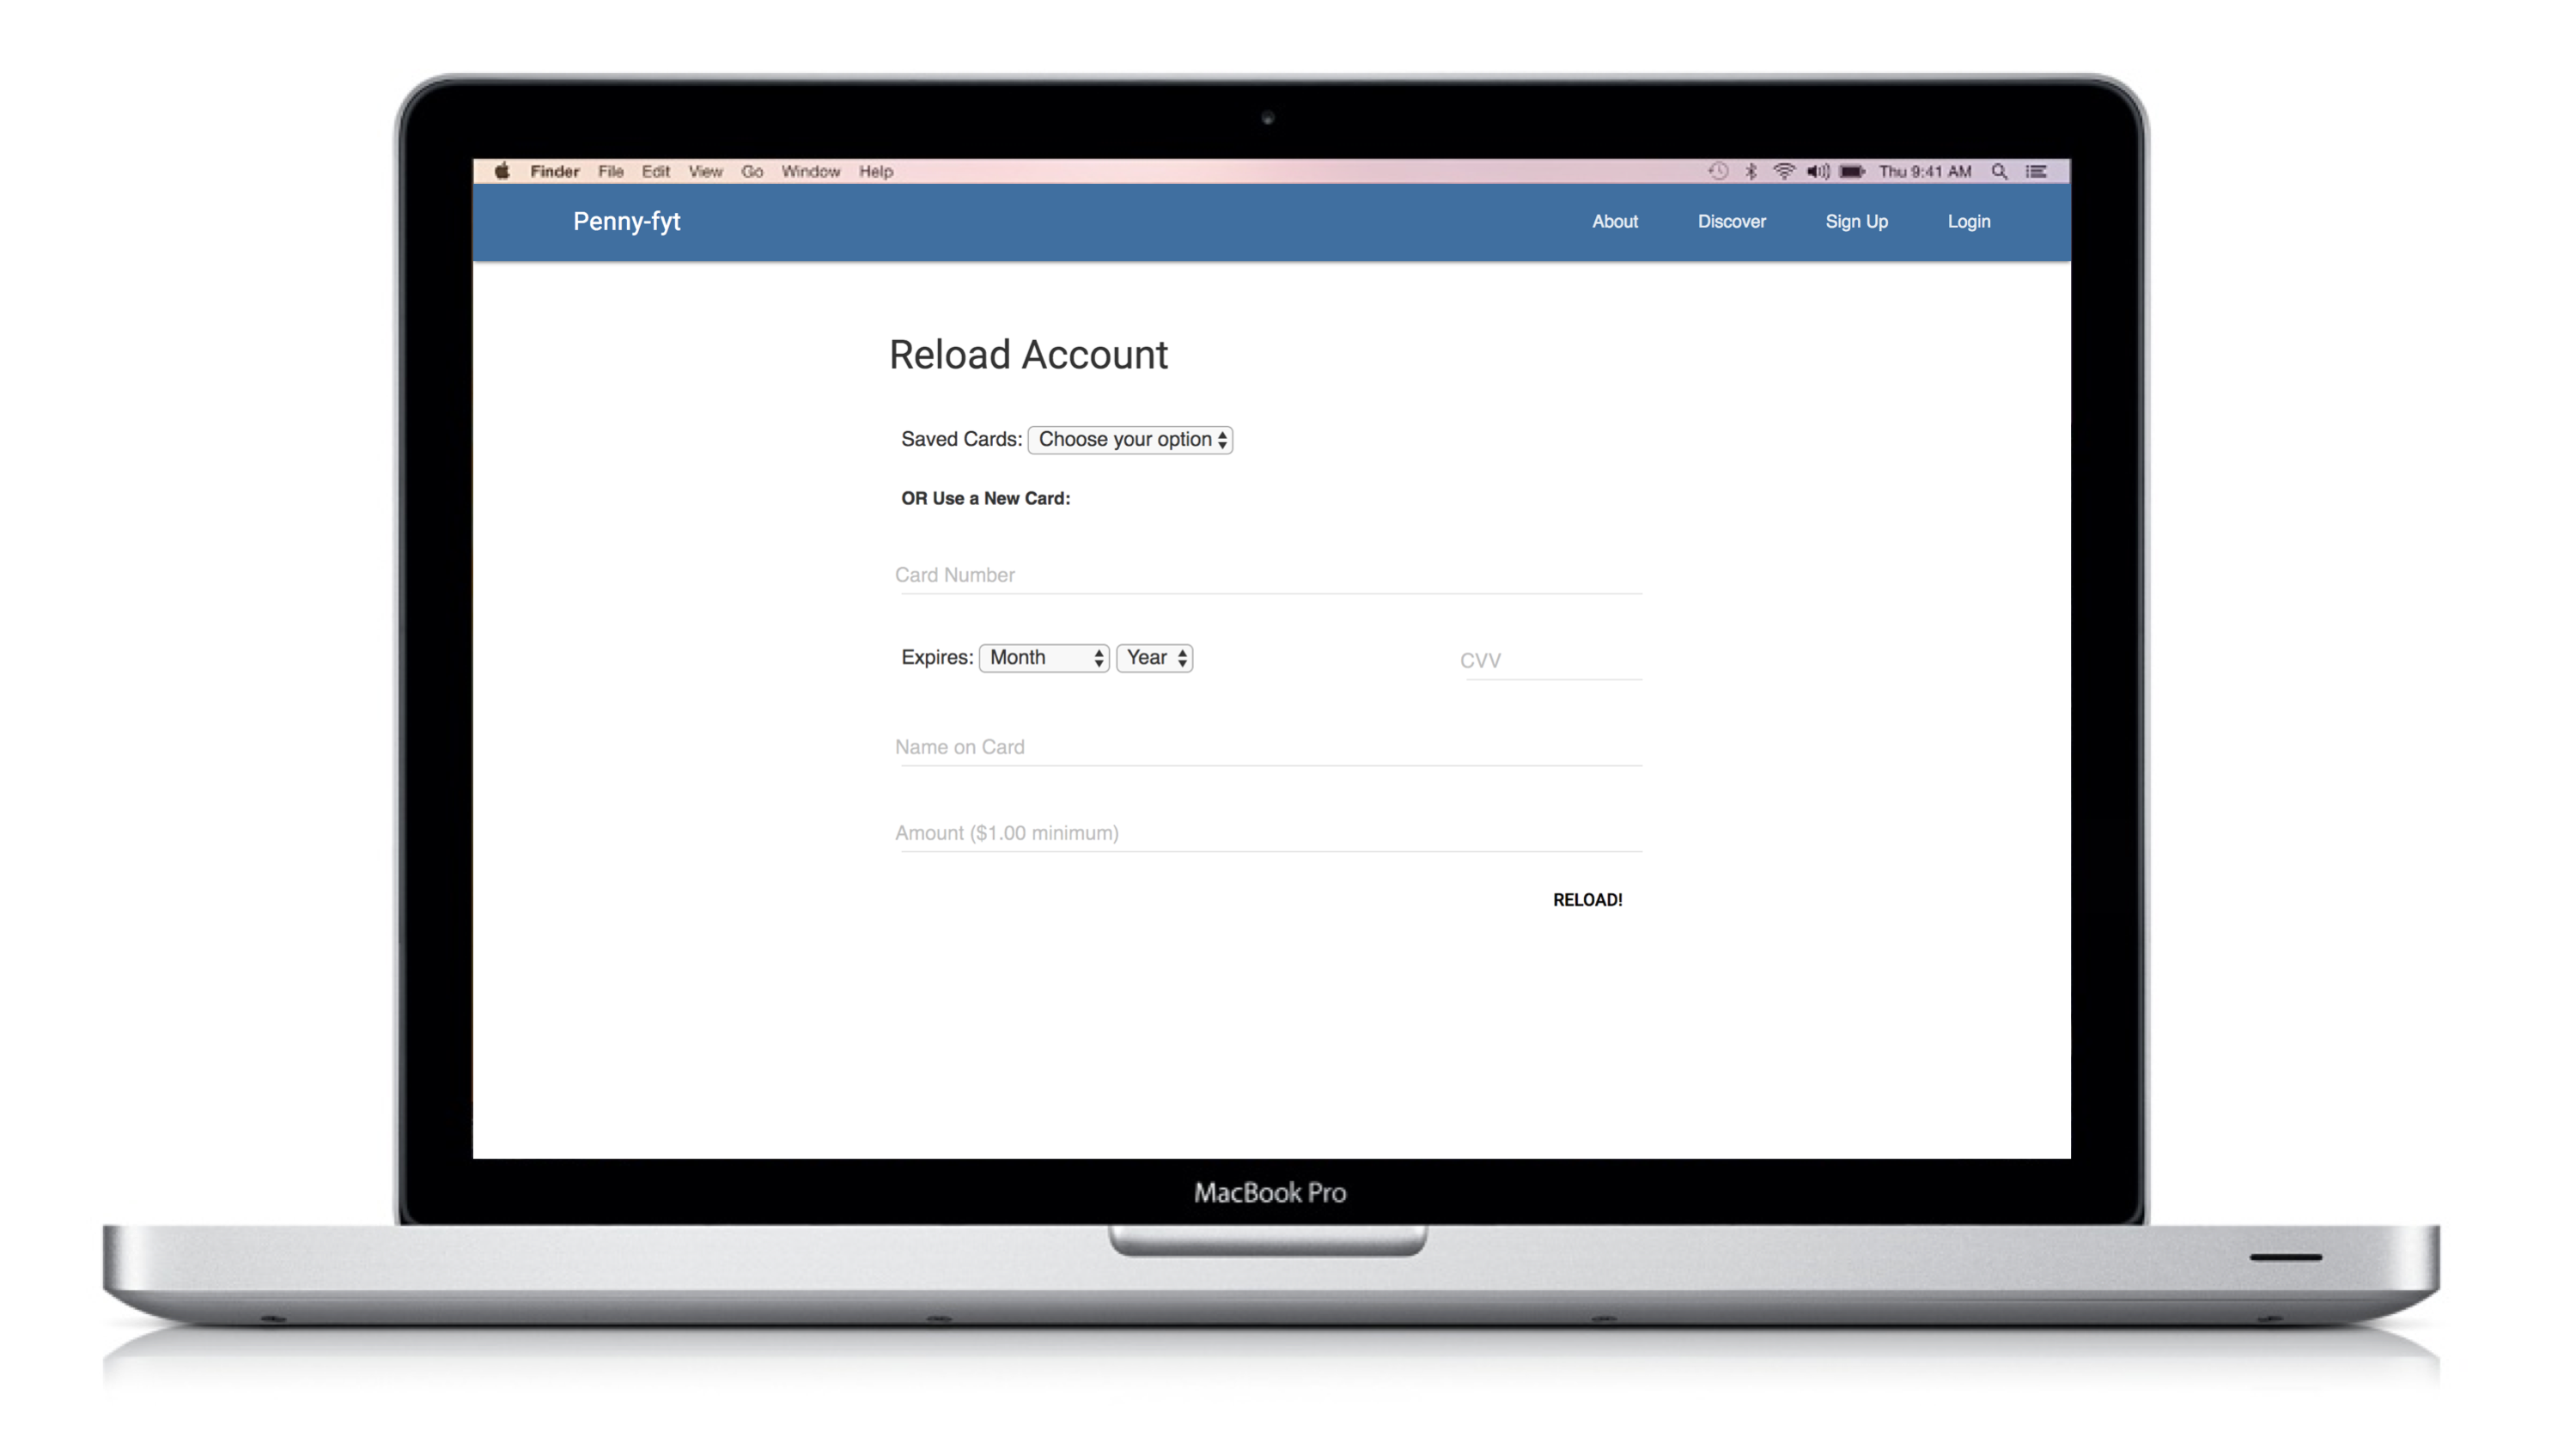 Finder File Edit View Go Window Help Thu 9:41 AM
Penny-fyt About Discover Sign Up Login
Reload Account
Saved Cards: Choose your option
OR Use a New Card:
Card Number
Expires: Month Year CVV
Name on Card
Amount ($1.00 minimum)
RELOAD!
MacBook Pro